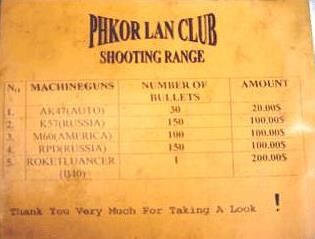 PHKOR LAN CLUB
SHOOTING RANGE
No MACHINEGUNS NUMBER OF BULLETS AMOUNT
1. AK47(AUTO) 30 20.00$
2. K57(RUSSIA) 150 100.00$
3. M60(AMERICA) 100 100.00$
4. RPD(RUSSIA) 150 100.00$
5. ROKETLUANCER (B40) 1 200.00$
Thank You Very Much For Taking A Look !